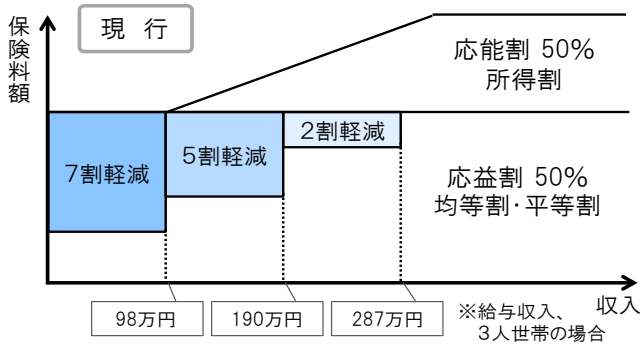 現 行
保険料額
応能割 50%
所得割
7割軽減
5割軽減
2割軽減
応益割 50%
均等割・平等割
98万円
190万円
287万円
※給与収入、
3人世帯の場合
収入